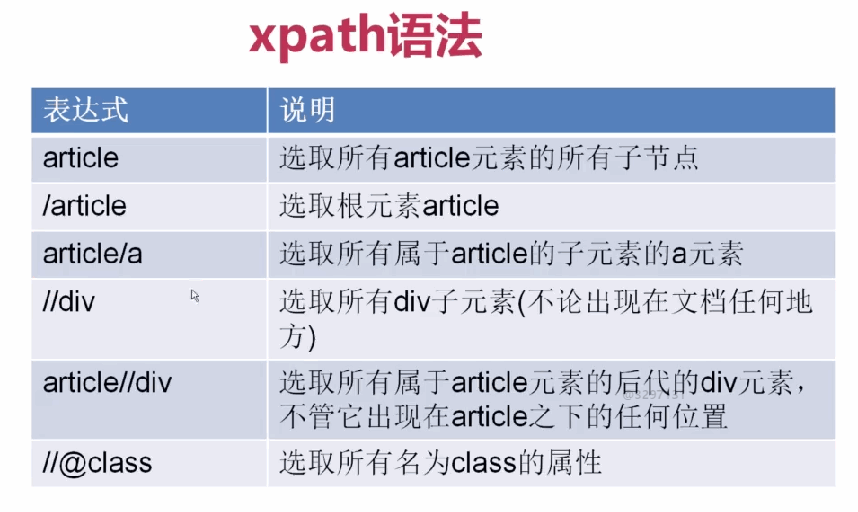 xpath语法
表达式 说明
article 选取所有article元素的所有子节点
/article 选取根元素article
article/a 选取所有属于article的子元素的a元素
//div 选取所有div子元素(不论出现在文档任何地
方)
article//div 选取所有属于article元素的后代的div元素，
不管它出现在article之下的任何位置
//@class 选取所有名为class的属性